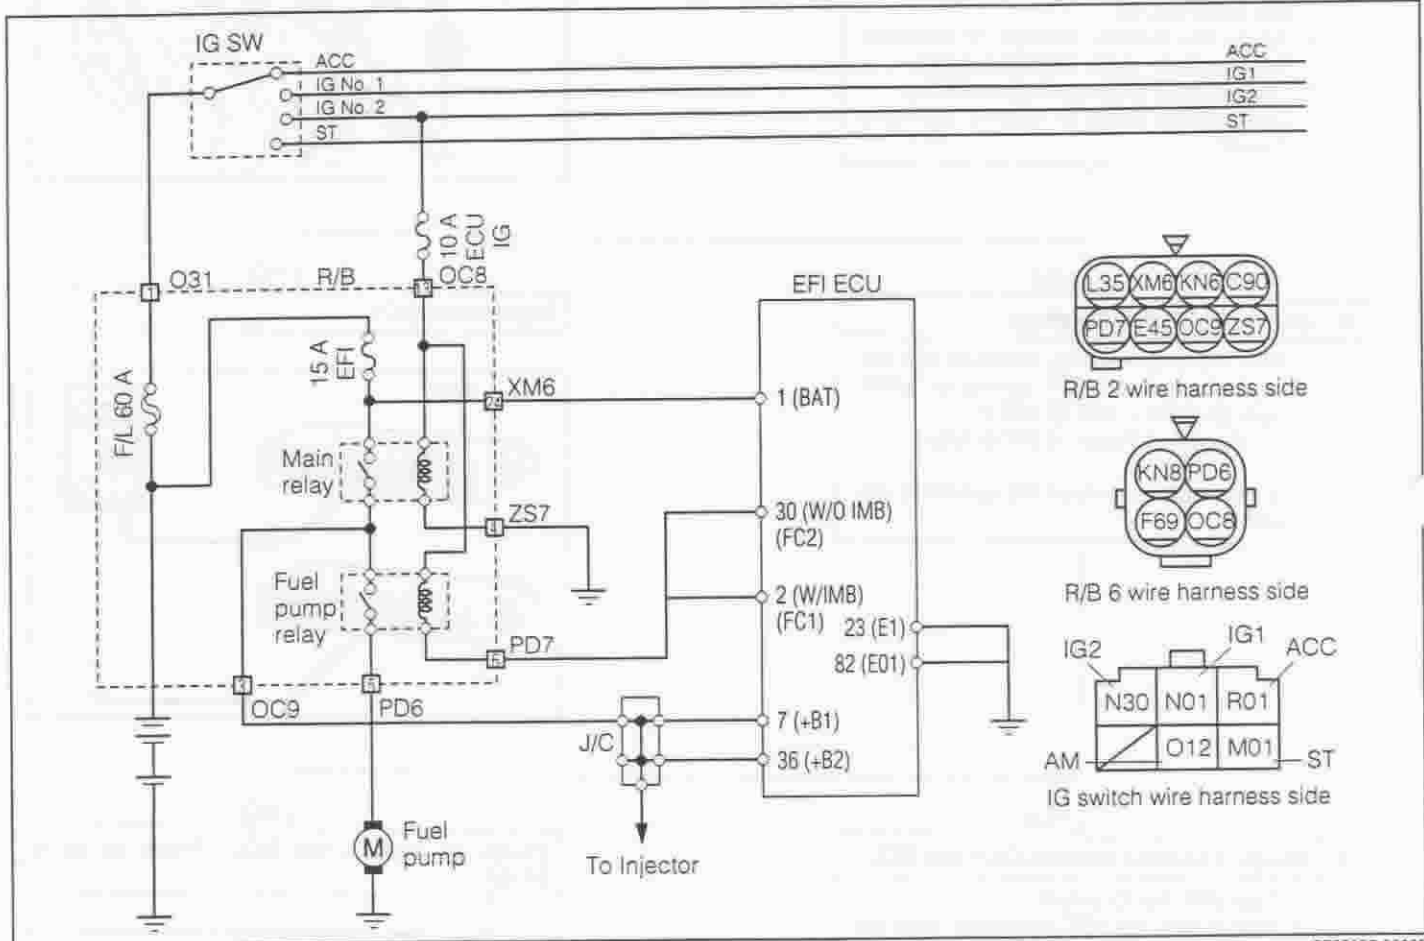 IG SW
ACC
IG No. 1
IG No. 2
ST
ACC
IG1
IG2
ST
10 A
ECU
IG
1
O31
R/B
OC8
F/L 60 A
15 A
EFI
XM6
Main
relay
4
ZS7
Fuel
pump
relay
PD7
3
OC9
5
PD6
EFI ECU
1 (BAT)
30 (W/O IMB)
(FC2)
2 (W/IMB)
(FC1)
23 (E1)
82 (E01)
7 (+B1)
36 (+B2)
J/C
To Injector
M
Fuel
pump
L35 XM6 KN6 C90
PD7 E45 OC9 ZS7
R/B 2 wire harness side
KN8 PD6
F69 OC8
R/B 6 wire harness side
IG2
IG1
ACC
N30 N01 R01
O12 M01
AM
ST
IG switch wire harness side